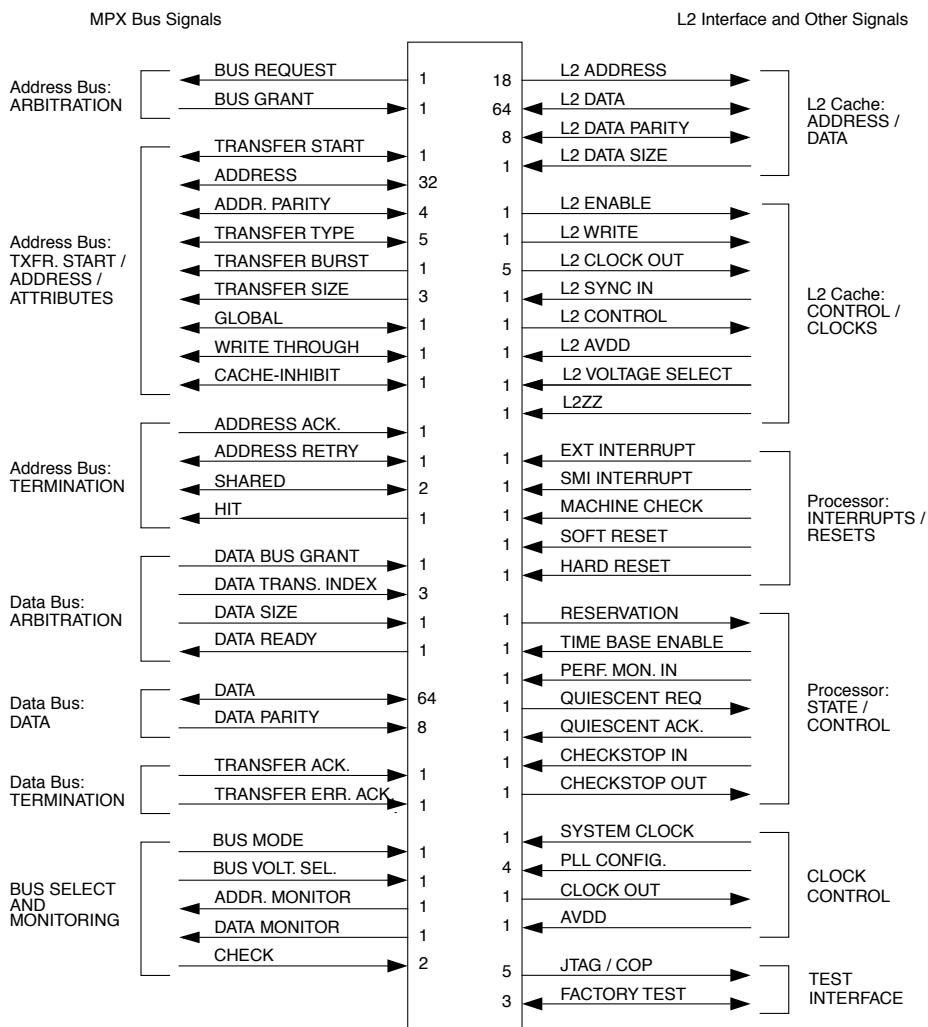 MPX Bus Signals
L2 Interface and Other Signals
Address Bus:
ARBITRATION
BUS REQUEST 1
BUS GRANT 1
Address Bus:
TXFR. START /
ADDRESS /
ATTRIBUTES
TRANSFER START 1
ADDRESS 32
ADDR. PARITY 4
TRANSFER TYPE 5
TRANSFER BURST 1
TRANSFER SIZE 3
GLOBAL 1
WRITE THROUGH 1
CACHE-INHIBIT 1
Address Bus:
TERMINATION
ADDRESS ACK. 1
ADDRESS RETRY 1
SHARED 2
HIT 1
Data Bus:
ARBITRATION
DATA BUS GRANT 1
DATA TRANS. INDEX 3
DATA SIZE 1
DATA READY 1
Data Bus:
DATA
DATA 64
DATA PARITY 8
Data Bus:
TERMINATION
TRANSFER ACK. 1
TRANSFER ERR. ACK. 1
BUS SELECT
AND
MONITORING
BUS MODE 1
BUS VOLT. SEL. 1
ADDR. MONITOR 1
DATA MONITOR 1
CHECK 2
18 L2 ADDRESS
64 L2 DATA
8 L2 DATA PARITY
1 L2 DATA SIZE
L2 Cache:
ADDRESS /
DATA
1 L2 ENABLE
1 L2 WRITE
5 L2 CLOCK OUT
1 L2 SYNC IN
1 L2 CONTROL
1 L2 AVDD
1 L2 VOLTAGE SELECT
1 L2ZZ
L2 Cache:
CONTROL /
CLOCKS
1 EXT INTERRUPT
1 SMI INTERRUPT
1 MACHINE CHECK
1 SOFT RESET
1 HARD RESET
Processor:
INTERRUPTS /
RESETS
1 RESERVATION
1 TIME BASE ENABLE
1 PERF. MON. IN
1 QUIESCENT REQ
1 QUIESCENT ACK.
1 CHECKSTOP IN
1 CHECKSTOP OUT
Processor:
STATE /
CONTROL
1 SYSTEM CLOCK
4 PLL CONFIG.
1 CLOCK OUT
1 AVDD
CLOCK
CONTROL
5 JTAG / COP
3 FACTORY TEST
TEST
INTERFACE